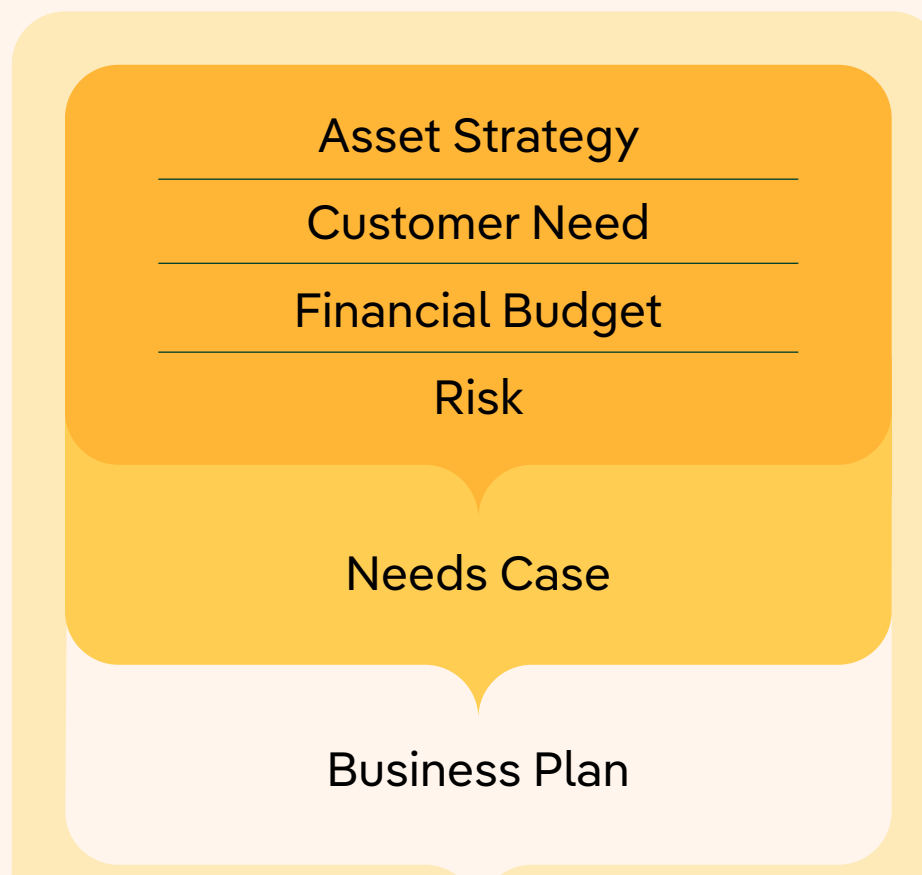 Asset Strategy
Customer Need
Financial Budget
Risk
Needs Case
Business Plan